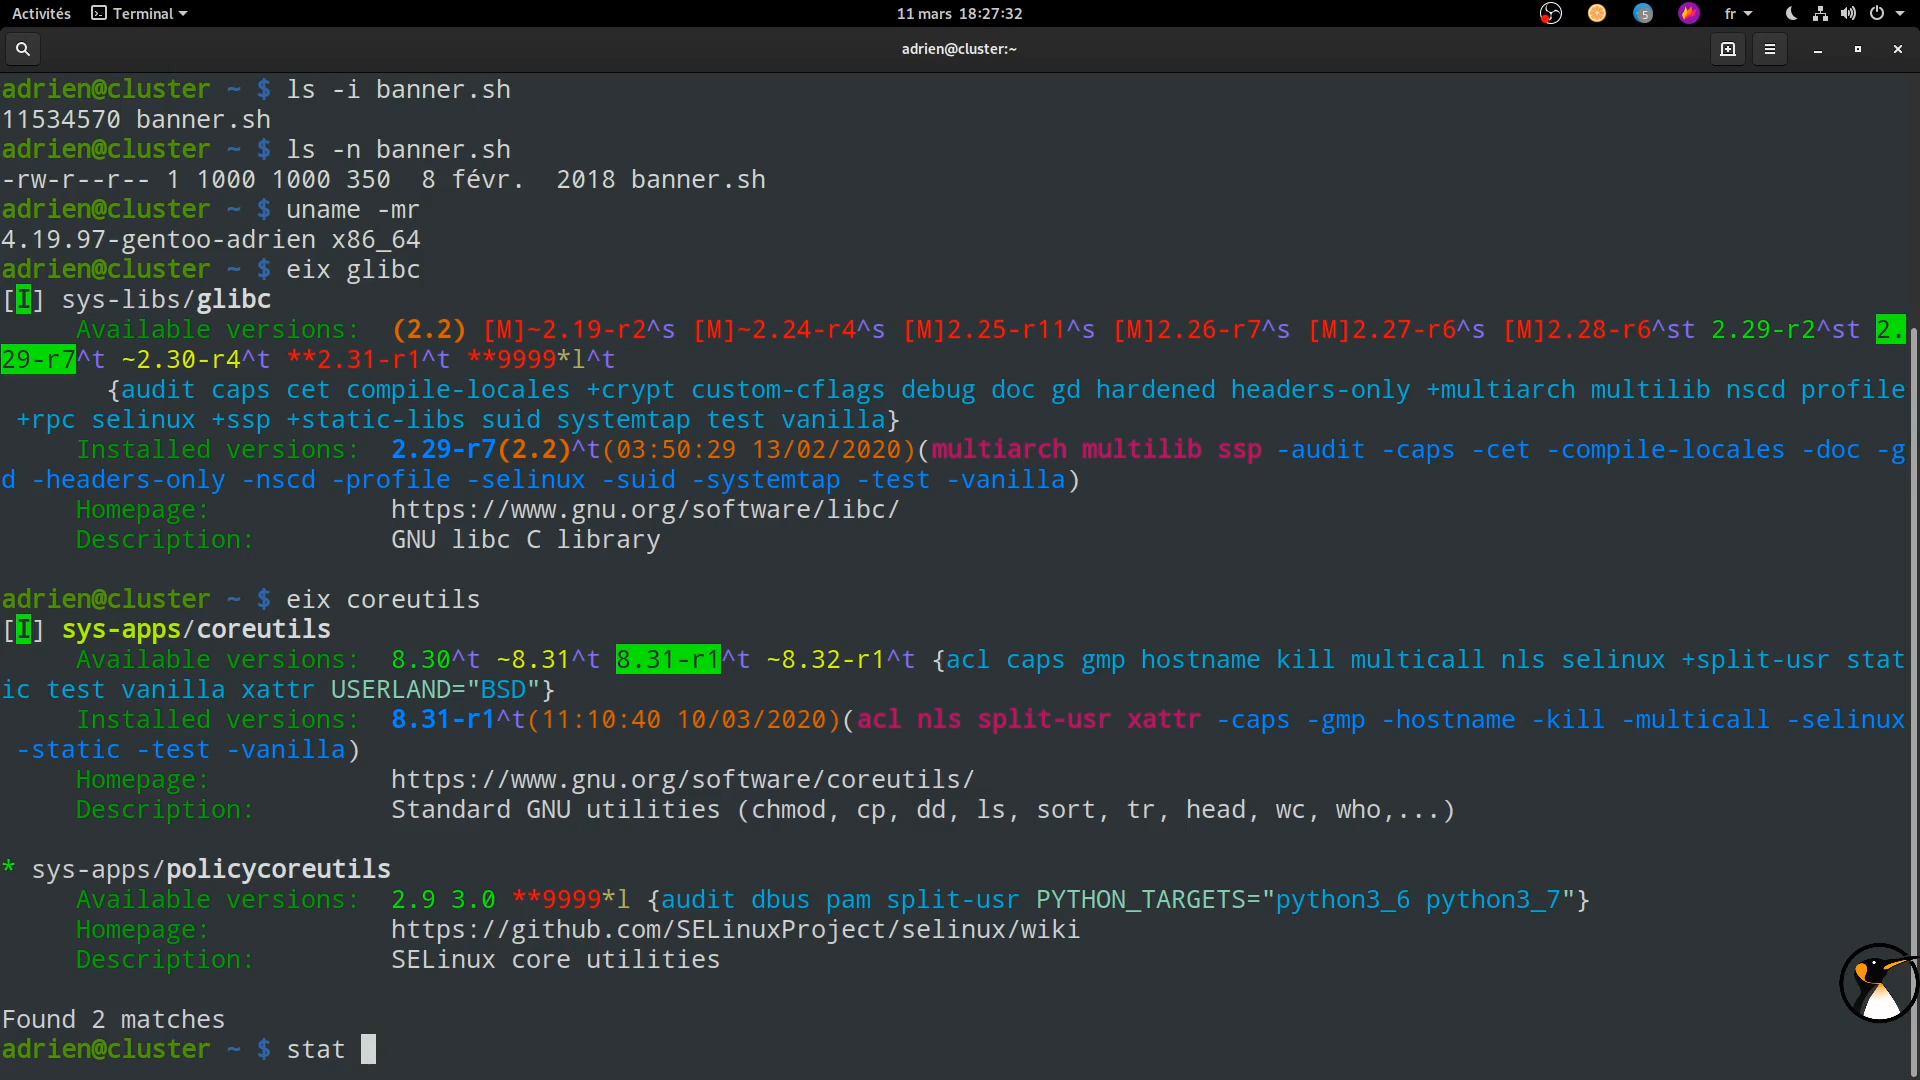 Activités Terminal 11 mars 18:27:32 5 fr
adrien@cluster:~
adrien@cluster ~ $ ls -i banner.sh
11534570 banner.sh
adrien@cluster ~ $ ls -n banner.sh
-rw-r--r-- 1 1000 1000 350  8 févr.  2018 banner.sh
adrien@cluster ~ $ uname -mr
4.19.97-gentoo-adrien x86_64
adrien@cluster ~ $ eix glibc
[I] sys-libs/glibc
     Available versions:  (2.2) [M]~2.19-r2^s [M]~2.24-r4^s [M]2.25-r11^s [M]2.26-r7^s [M]2.27-r6^s [M]2.28-r6^st 2.29-r2^st 2.
29-r7^t ~2.30-r4^t **2.31-r1^t **9999*l^t
       {audit caps cet compile-locales +crypt custom-cflags debug doc gd hardened headers-only +multiarch multilib nscd profile
 +rpc selinux +ssp +static-libs suid systemtap test vanilla}
     Installed versions:  2.29-r7(2.2)^t(03:50:29 13/02/2020)(multiarch multilib ssp -audit -caps -cet -compile-locales -doc -g
d -headers-only -nscd -profile -selinux -suid -systemtap -test -vanilla)
     Homepage:            https://www.gnu.org/software/libc/
     Description:         GNU libc C library
adrien@cluster ~ $ eix coreutils
[I] sys-apps/coreutils
     Available versions:  8.30^t ~8.31^t 8.31-r1^t ~8.32-r1^t {acl caps gmp hostname kill multicall nls selinux +split-usr stat
ic test vanilla xattr USERLAND="BSD"}
     Installed versions:  8.31-r1^t(11:10:40 10/03/2020)(acl nls split-usr xattr -caps -gmp -hostname -kill -multicall -selinux
 -static -test -vanilla)
     Homepage:            https://www.gnu.org/software/coreutils/
     Description:         Standard GNU utilities (chmod, cp, dd, ls, sort, tr, head, wc, who,...)
* sys-apps/policycoreutils
     Available versions:  2.9 3.0 **9999*l {audit dbus pam split-usr PYTHON_TARGETS="python3_6 python3_7"}
     Homepage:            https://github.com/SELinuxProject/selinux/wiki
     Description:         SELinux core utilities
Found 2 matches
adrien@cluster ~ $ stat